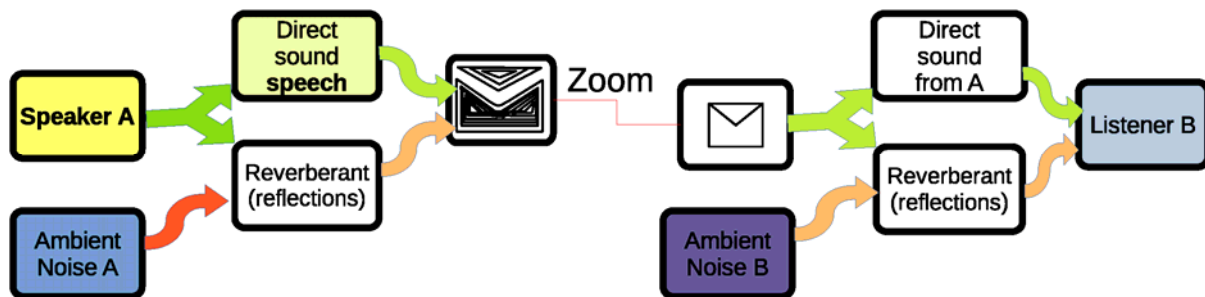 Speaker A
Direct
sound
speech
Reverberant
(reflections)
Ambient
Noise A
Zoom
Direct
sound
from A
Reverberant
(reflections)
Ambient
Noise B
Listener B